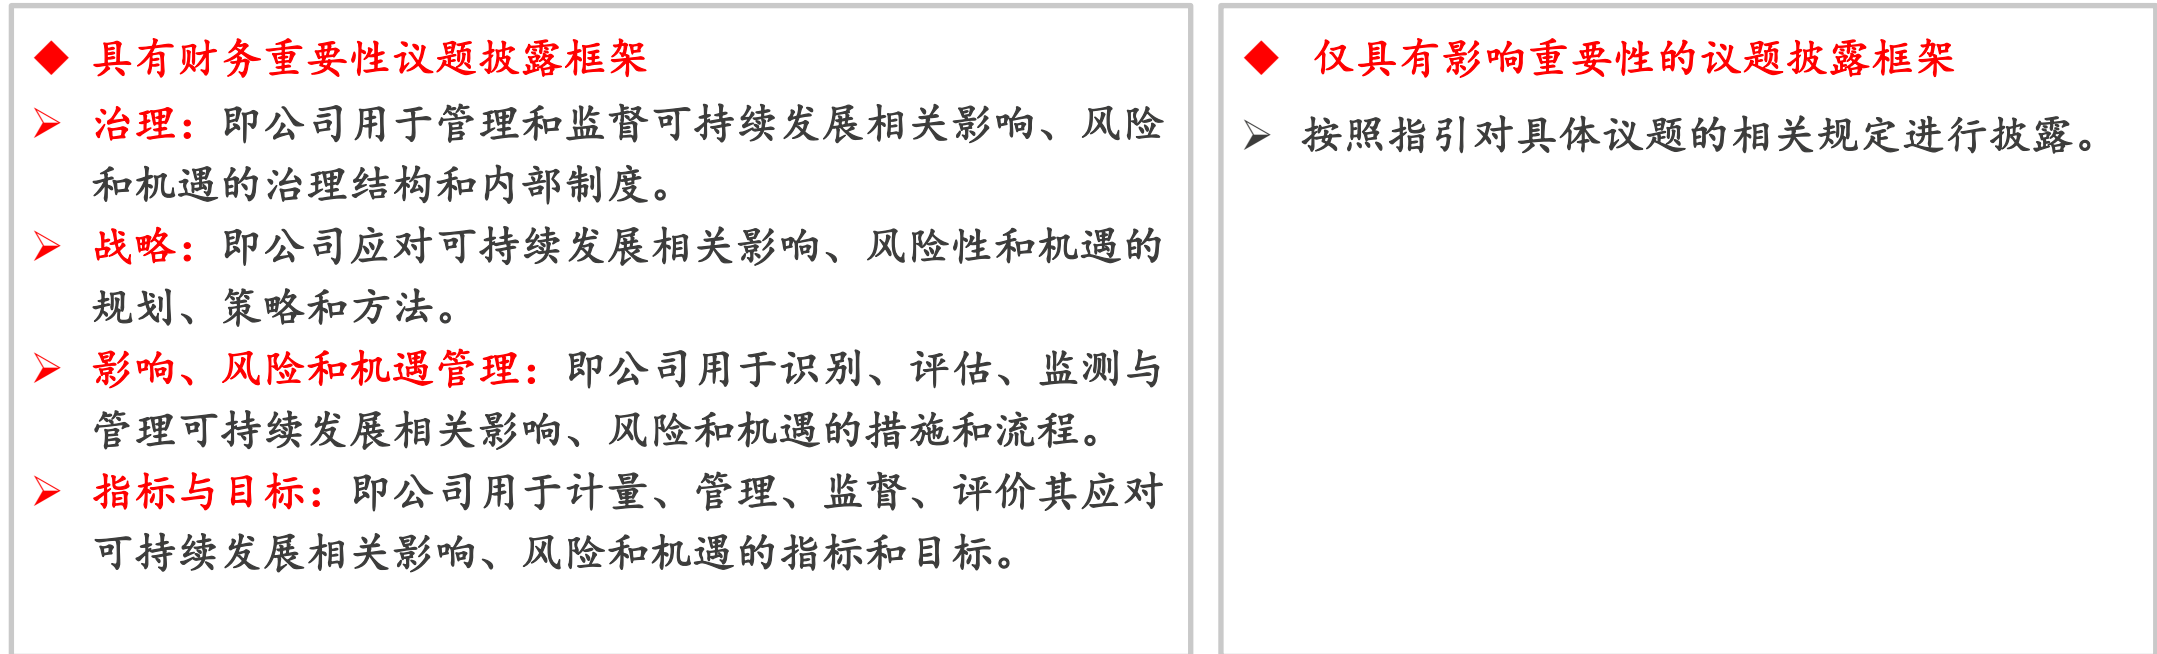 ◆ 具有财务重要性议题披露框架
➢ 治理：即公司用于管理和监督可持续发展相关影响、风险
和机遇的治理结构和内部制度。
➢ 战略：即公司应对可持续发展相关影响、风险性和机遇的
规划、策略和方法。
➢ 影响、风险和机遇管理：即公司用于识别、评估、监测与
管理可持续发展相关影响、风险和机遇的措施和流程。
➢ 指标与目标：即公司用于计量、管理、监督、评价其应对
可持续发展相关影响、风险和机遇的指标和目标。
◆ 仅具有影响重要性的议题披露框架
➢ 按照指引对具体议题的相关规定进行披露。